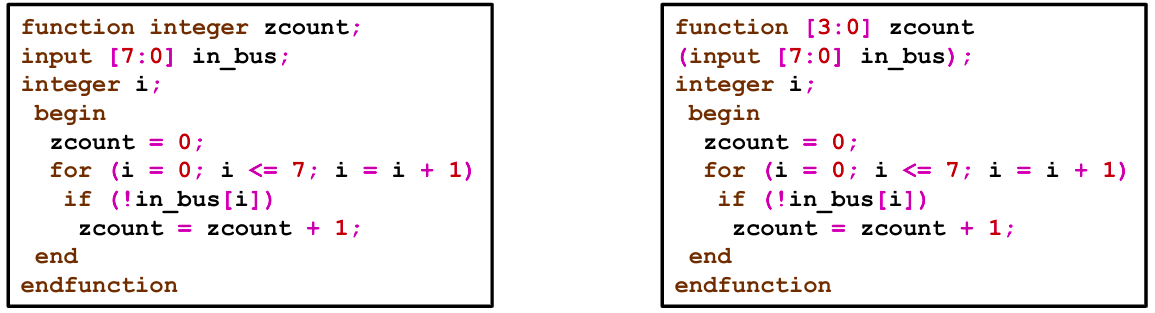 function integer zcount;
input [7:0] in_bus;
integer i;
begin
zcount = 0;
for (i = 0; i <= 7; i = i + 1)
if (!in_bus[i])
zcount = zcount + 1;
end
endfunction
function [3:0] zcount
(input [7:0] in_bus);
integer i;
begin
zcount = 0;
for (i = 0; i <= 7; i = i + 1)
if (!in_bus[i])
zcount = zcount + 1;
end
endfunction